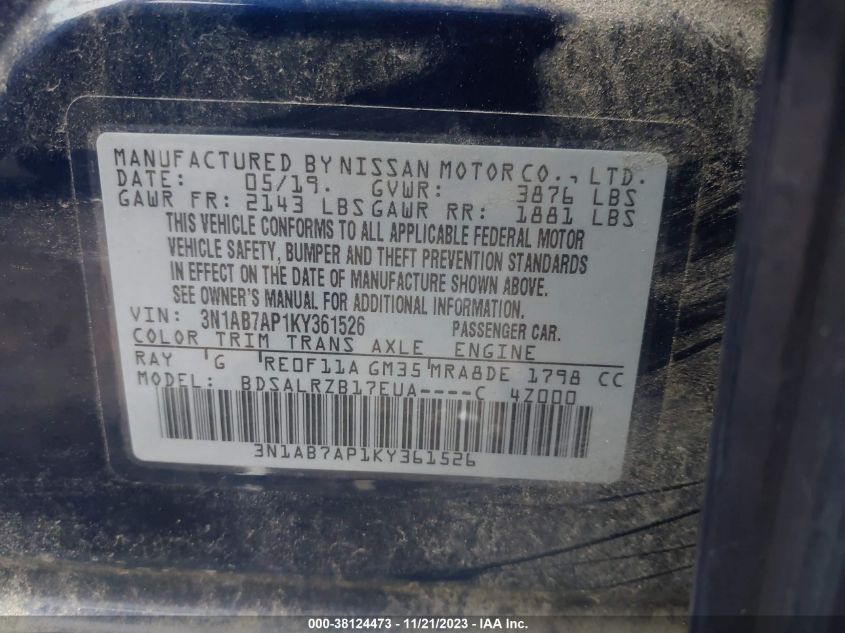 MANUFACTURED BY NISSAN MOTOR CO., LTD.
DATE: 05/19. GVWR: 3876 LBS
GAWR FR: 2143 LBS GAWR RR: 1881 LBS
THIS VEHICLE CONFORMS TO ALL APPLICABLE FEDERAL MOTOR
VEHICLE SAFETY, BUMPER AND THEFT PREVENTION STANDARDS
IN EFFECT ON THE DATE OF MANUFACTURE SHOWN ABOVE.
SEE OWNER'S MANUAL FOR ADDITIONAL INFORMATION.
VIN: 3N1AB7AP1KY361526 PASSENGER CAR.
COLOR TRIM TRANS AXLE ENGINE
RAY G RE0F11A GM35 MRA8DE 1798 CC
MODEL: BDSALRZB17EUA----C 4Z000
3N1AB7AP1KY361526
000-38124473 - 11/21/2023 - IAA Inc.